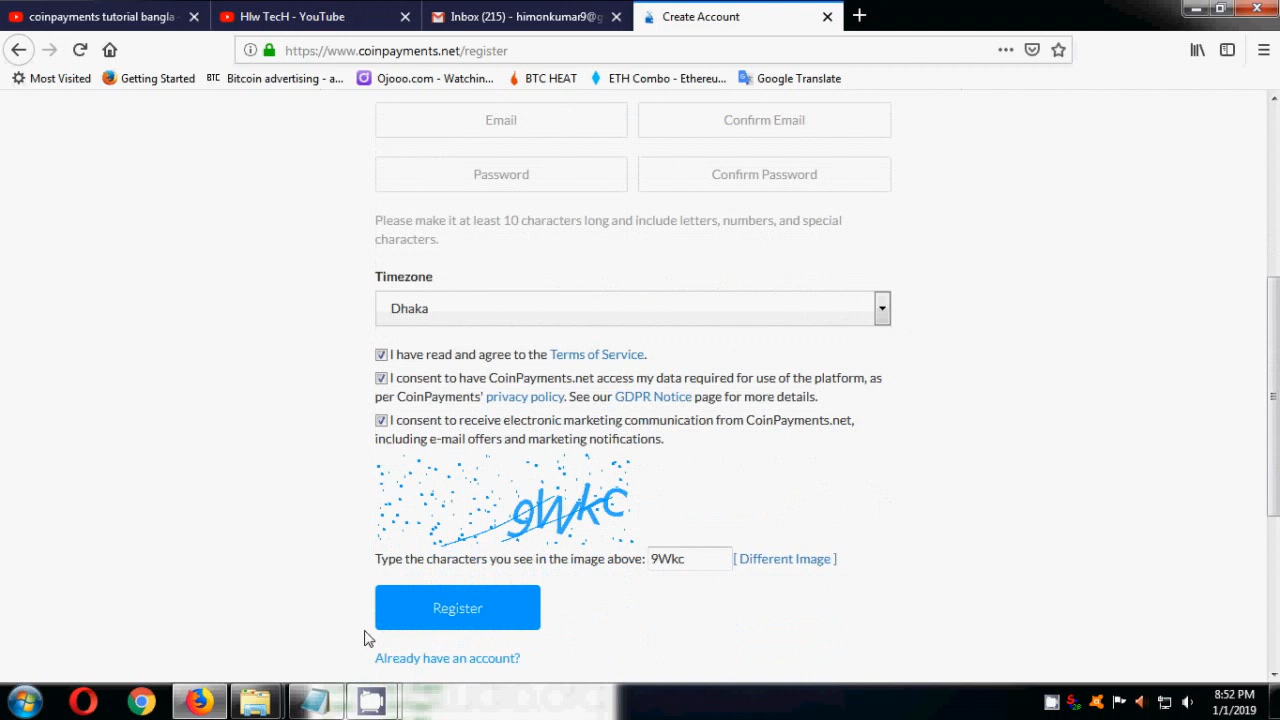 coinpayments tutorial bangla
Hlw TecH - YouTube
Inbox (215) - himonkumar9@g
Create Account
https://www.coinpayments.net/register
Most Visited
Getting Started
BTC Bitcoin advertising - a...
Ojooo.com - Watchin...
BTC HEAT
ETH Combo - Ethereu...
Google Translate
Email
Confirm Email
Password
Confirm Password
Please make it at least 10 characters long and include letters, numbers, and special
characters.
Timezone
Dhaka
I have read and agree to the Terms of Service.
I consent to have CoinPayments.net access my data required for use of the platform, as
per CoinPayments' privacy policy. See our GDPR Notice page for more details.
I consent to receive electronic marketing communication from CoinPayments.net,
including e-mail offers and marketing notifications.
9Wkc
Type the characters you see in the image above: 9Wkc [ Different Image ]
Register
Already have an account?
8:52 PM
1/1/2019